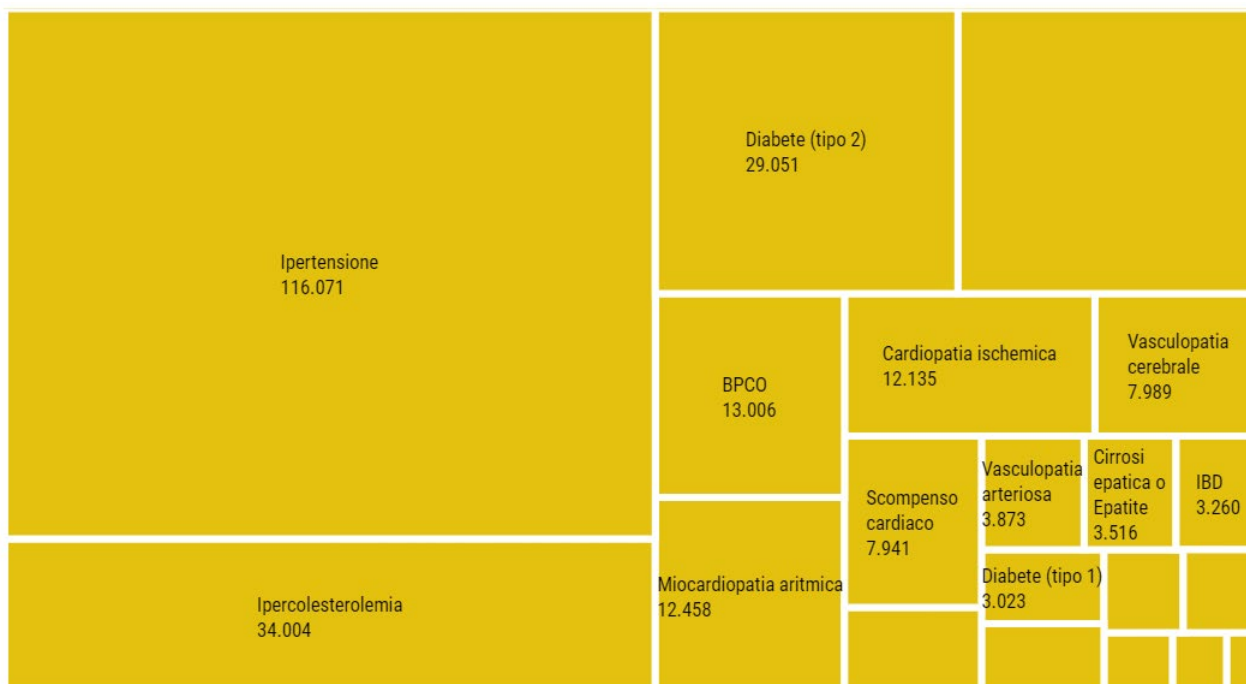 Ipertensione
116.071
Ipercolesterolemia
34.004
Diabete (tipo 2)
29.051
BPCO
13.006
Miocardiopatia aritmica
12.458
Cardiopatia ischemica
12.135
Vasculopatia
cerebrale
7.989
Scompenso
cardiaco
7.941
Vasculopatia
arteriosa
3.873
Cirrosi
epatica o
Epatite
3.516
IBD
3.260
Diabete (tipo 1)
3.023